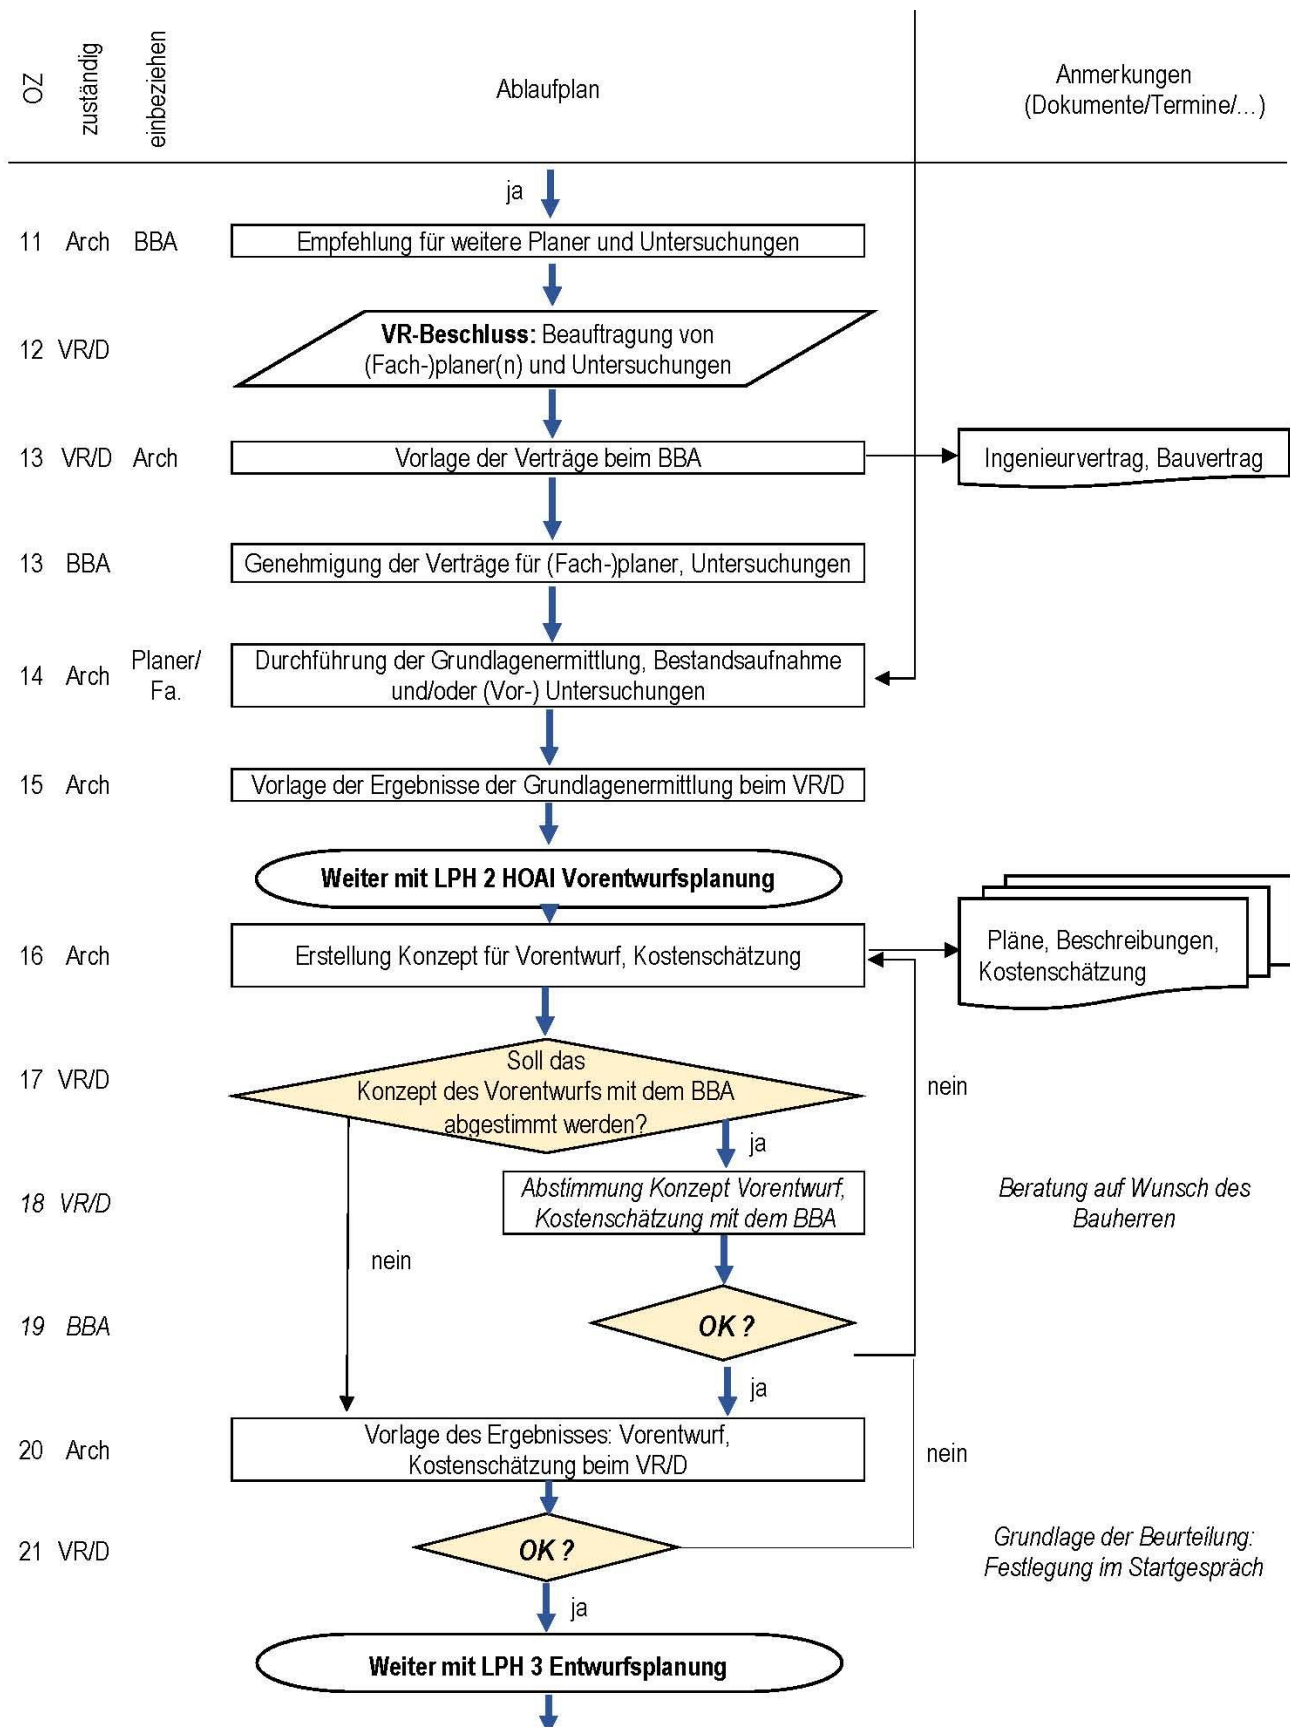 OZ
zuständig
einbeziehen
Ablaufplan
Anmerkungen
(Dokumente/Termine/…)
ja
11 Arch BBA
Empfehlung für weitere Planer und Untersuchungen
12 VR/D
VR-Beschluss: Beauftragung von
(Fach-)planer(n) und Untersuchungen
13 VR/D Arch
Vorlage der Verträge beim BBA
Ingenieurvertrag, Bauvertrag
13 BBA
Genehmigung der Verträge für (Fach-)planer, Untersuchungen
14 Arch Planer/
Fa.
Durchführung der Grundlagenermittlung, Bestandsaufnahme
und/oder (Vor-) Untersuchungen
15 Arch
Vorlage der Ergebnisse der Grundlagenermittlung beim VR/D
Weiter mit LPH 2 HOAI Vorentwurfsplanung
16 Arch
Erstellung Konzept für Vorentwurf, Kostenschätzung
Pläne, Beschreibungen,
Kostenschätzung
17 VR/D
Soll das
Konzept des Vorentwurfs mit dem BBA
abgestimmt werden?
nein
ja
18 VR/D
Abstimmung Konzept Vorentwurf,
Kostenschätzung mit dem BBA
Beratung auf Wunsch des
Bauherren
nein
19 BBA
OK ?
ja
20 Arch
Vorlage des Ergebnisses: Vorentwurf,
Kostenschätzung beim VR/D
nein
21 VR/D
OK ?
Grundlage der Beurteilung:
Festlegung im Startgespräch
ja
Weiter mit LPH 3 Entwurfsplanung